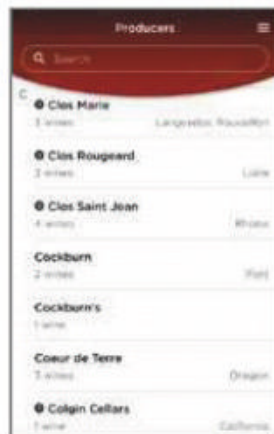 Producers
Search
C
Clos Marie
3 wines Languedoc Roussillon
Clos Rougeard
2 wines Loire
Clos Saint Jean
4 wines Rhone
Cockburn
2 wines Port
Cockburn's
1 wine
Coeur de Terre
Oregon
Colgin Cellars
1 wine California